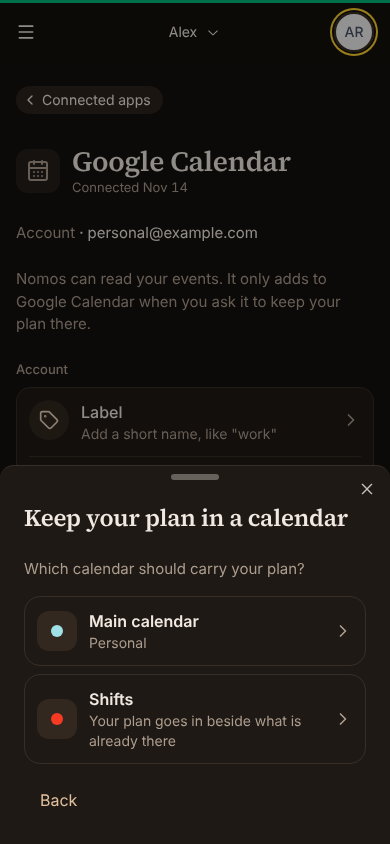 Alex
AR
Connected apps
Google Calendar
Connected Nov 14
Account · personal@example.com
Nomos can read your events. It only adds to
Google Calendar when you ask it to keep your
plan there.
Account
Label
Add a short name, like "work"
Keep your plan in a calendar
Which calendar should carry your plan?
Main calendar
Personal
Shifts
Your plan goes in beside what is
already there
Back